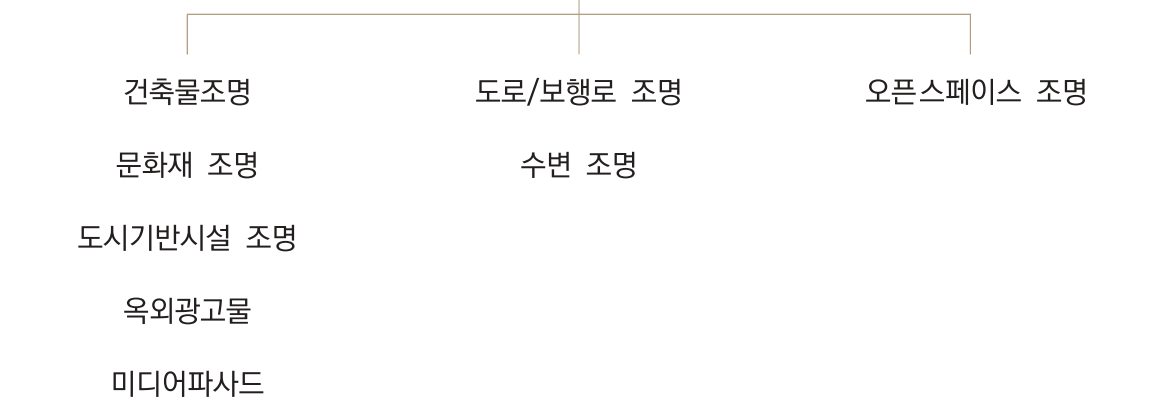 건축물조명
문화재 조명
도시기반시설 조명
옥외광고물
미디어파사드
도로/보행로 조명
수변 조명
오픈스페이스 조명